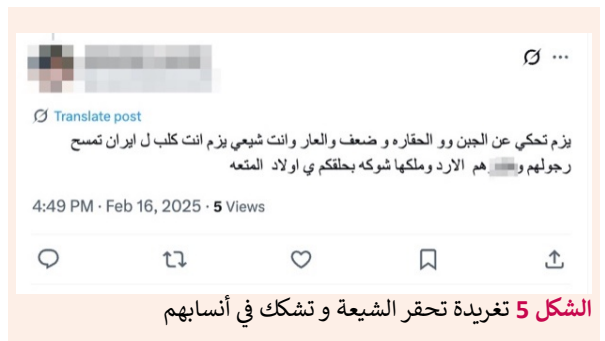 Translate post
يزم تحكي عن الجبن وو الحقاره و ضعف والعار وانت شيعي يزم انت كلب ل ايران تمسح
رجولهم و هم الارد وملكها شوكه بحلقكم ي اولاد المتعه
4:49 PM · Feb 16, 2025 · 5 Views
الشكل 5 تغريدة تحقر الشيعة و تشكك في أنسابهم